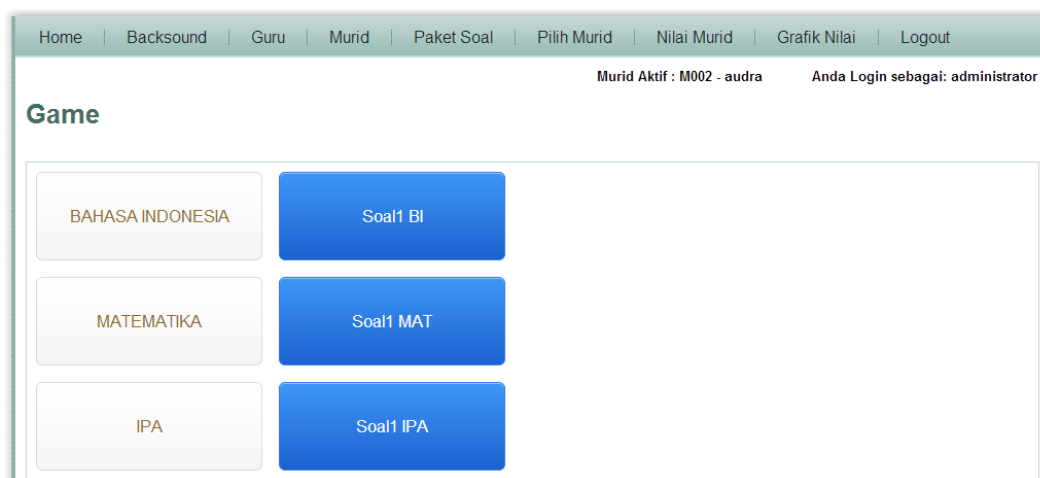 Home Backsound Guru Murid Paket Soal Pilih Murid Nilai Murid Grafik Nilai Logout
Murid Aktif : M002 - audra Anda Login sebagai: administrator
Game
BAHASA INDONESIA Soal1 BI
MATEMATIKA Soal1 MAT
IPA Soal1 IPA